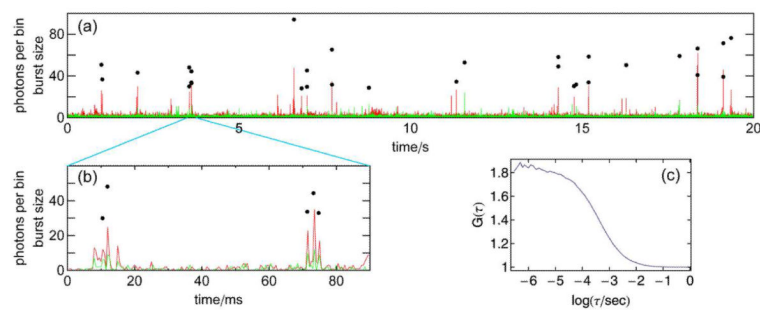 (a)
photons per bin
burst size
80
40
0
0
5
10
15
20
time/s
(b)
photons per bin
burst size
60
40
20
0
0
20
40
60
80
time/ms
(c)
G(τ)
1.8
1.6
1.4
1.2
1
−6
−5
−4
−3
−2
−1
0
log(τ/sec)